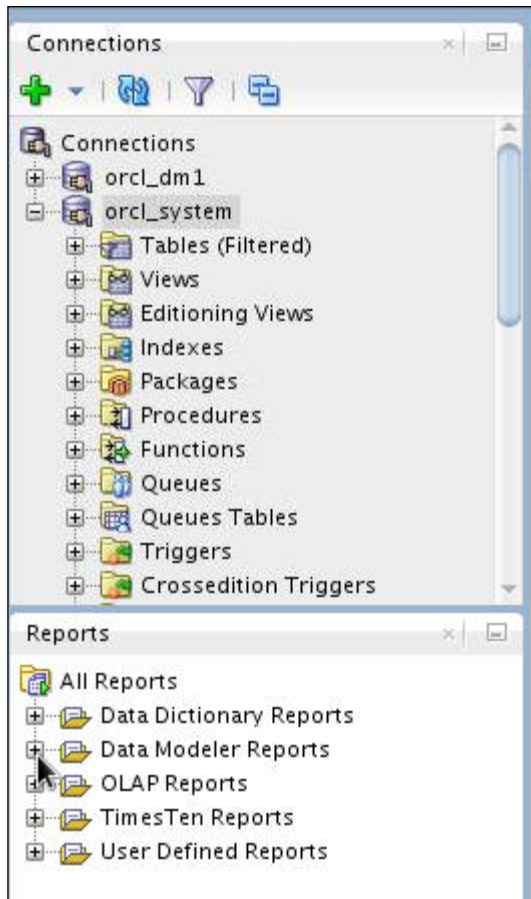 Connections
Connections
orcl_dm1
orcl_system
Tables (Filtered)
Views
Editioning Views
Indexes
Packages
Procedures
Functions
Queues
Queues Tables
Triggers
Crossedition Triggers
Reports
All Reports
Data Dictionary Reports
Data Modeler Reports
OLAP Reports
TimesTen Reports
User Defined Reports